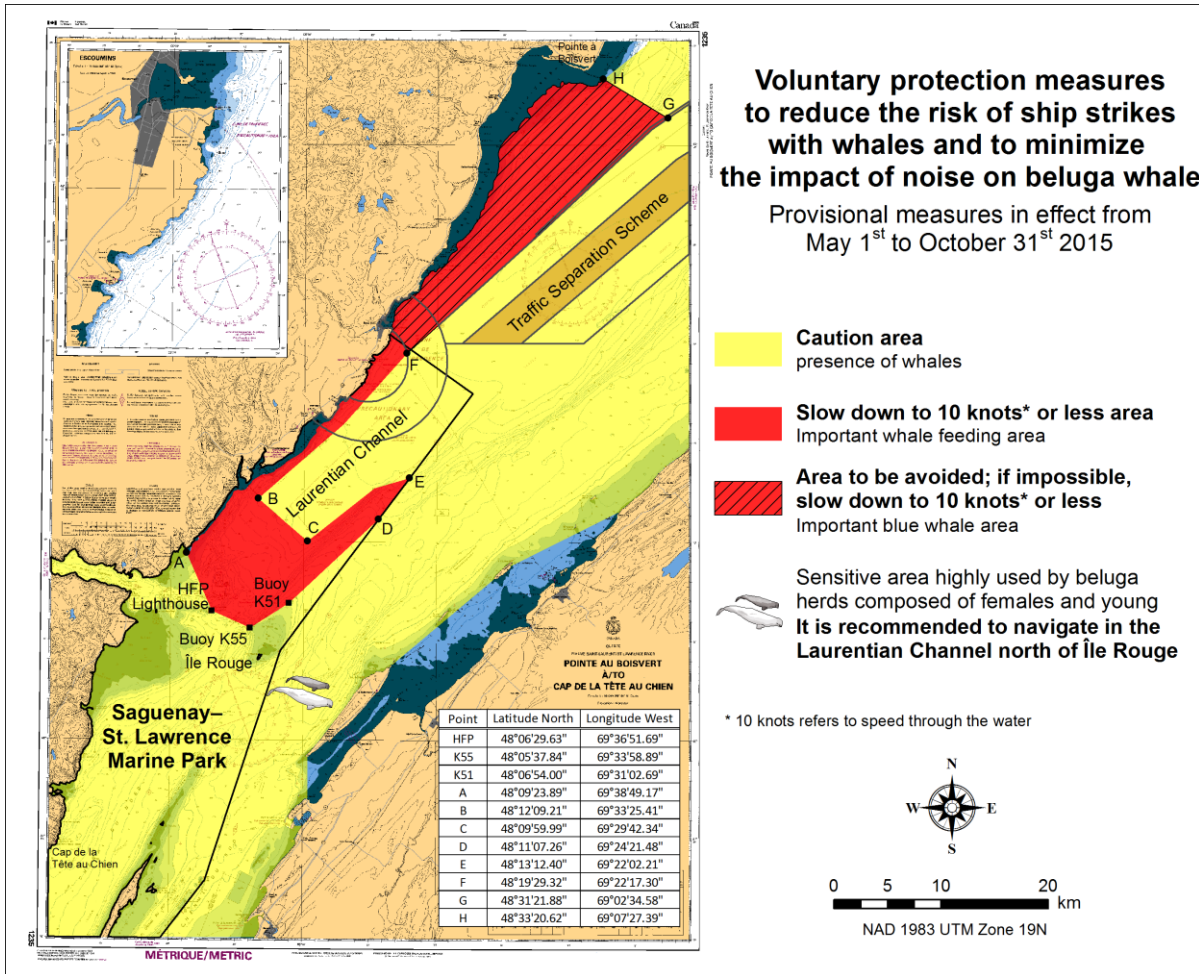 Canada
1235
ESCOUMINS
Pointe à
Boisvert
H
G
Traffic Separation Scheme
F
Laurentian Channel
B
E
C
D
A
HFP
Lighthouse
Buoy
K51
Buoy K55
Île Rouge
Saguenay–
St. Lawrence
Marine Park
Cap de la
Tête au Chien
POINTE AU BOISVERT
À/TO
CAP DE LA TÊTE AU CHIEN
Point Latitude North Longitude West
HFP 48°06'29.63" 69°36'51.69"
K55 48°05'37.84" 69°33'58.89"
K51 48°06'54.00" 69°31'02.69"
A 48°09'23.89" 69°38'49.17"
B 48°12'09.21" 69°33'25.41"
C 48°09'59.99" 69°29'42.34"
D 48°11'07.26" 69°24'21.48"
E 48°13'12.40" 69°22'02.21"
F 48°19'29.32" 69°22'17.30"
G 48°31'21.88" 69°02'34.58"
H 48°33'20.62" 69°07'27.39"
1235
MÉTRIQUE/METRIC
Voluntary protection measures
to reduce the risk of ship strikes
with whales and to minimize
the impact of noise on beluga whale
Provisional measures in effect from
May 1st to October 31st 2015
Caution area
presence of whales
Slow down to 10 knots* or less area
Important whale feeding area
Area to be avoided; if impossible,
slow down to 10 knots* or less
Important blue whale area
Sensitive area highly used by beluga
herds composed of females and young
It is recommended to navigate in the
Laurentian Channel north of Île Rouge
* 10 knots refers to speed through the water
N
W E
S
0 5 10 20
km
NAD 1983 UTM Zone 19N